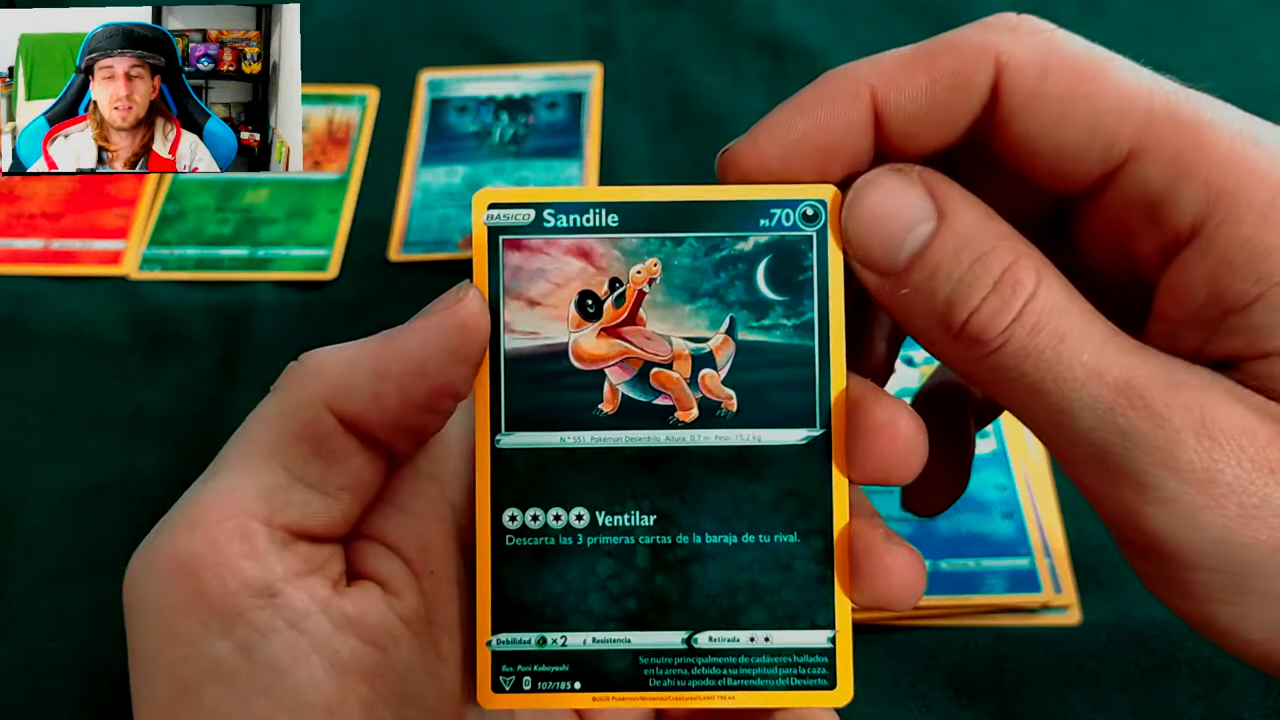 BÁSICO Sandile PS70
N.º 551 Pokémon Desierdrilo Altura: 0,7 m Peso: 15,2 kg
Ventilar
Descarta las 3 primeras cartas de la baraja de tu rival.
Debilidad ×2 Resistencia Retirada
Ilus. Pani Kobayashi
Se nutre principalmente de cadáveres hallados
en la arena, debido a su ineptitud para la caza.
De ahí su apodo: el Barrendero del Desierto.
107/185
©2020 Pokémon/Nintendo/Creatures/GAME FREAK